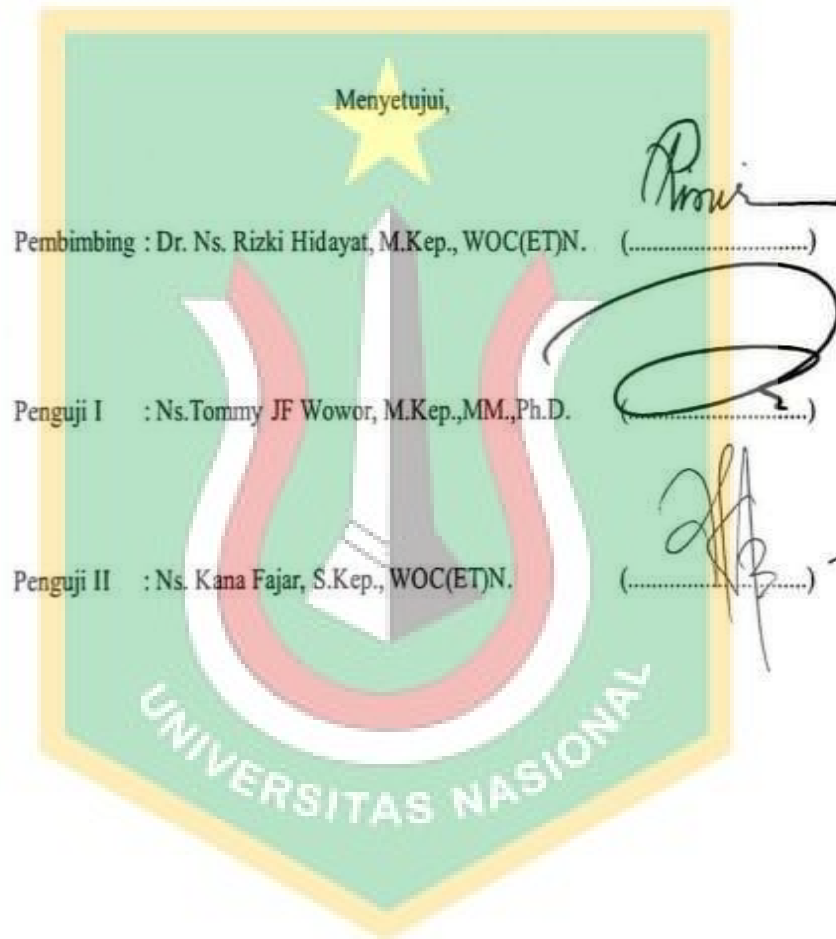 Menyetujui,
Pembimbing : Dr. Ns. Rizki Hidayat, M.Kep., WOC(ET)N. (............................)
Penguji I : Ns.Tommy JF Wowor, M.Kep.,MM.,Ph.D. (............................)
Penguji II : Ns. Kana Fajar, S.Kep., WOC(ET)N. (............................)
UNIVERSITAS NASIONAL